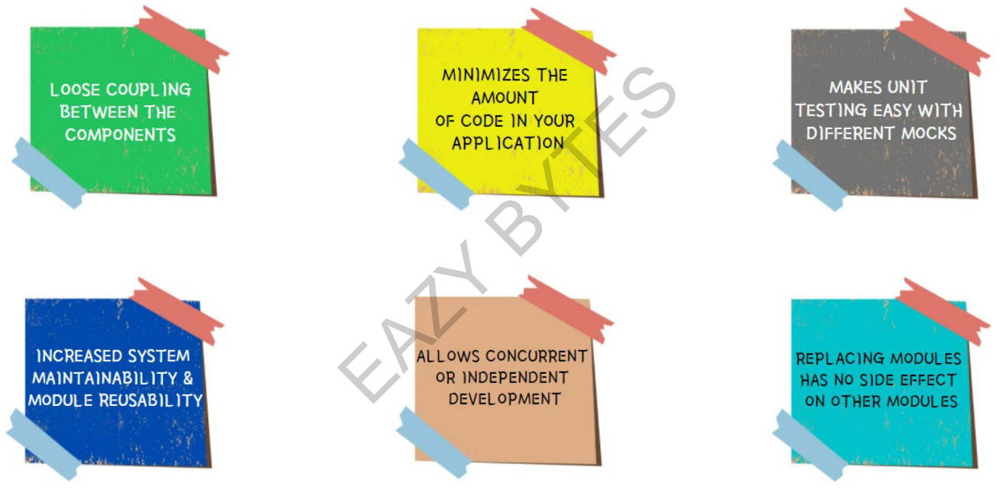 LOOSE COUPLING
BETWEEN THE
COMPONENTS
MINIMIZES THE
AMOUNT
OF CODE IN YOUR
APPLICATION
MAKES UNIT
TESTING EASY WITH
DIFFERENT MOCKS
INCREASED SYSTEM
MAINTAINABILITY &
MODULE REUSABILITY
ALLOWS CONCURRENT
OR INDEPENDENT
DEVELOPMENT
REPLACING MODULES
HAS NO SIDE EFFECT
ON OTHER MODULES
EAZY BYTES